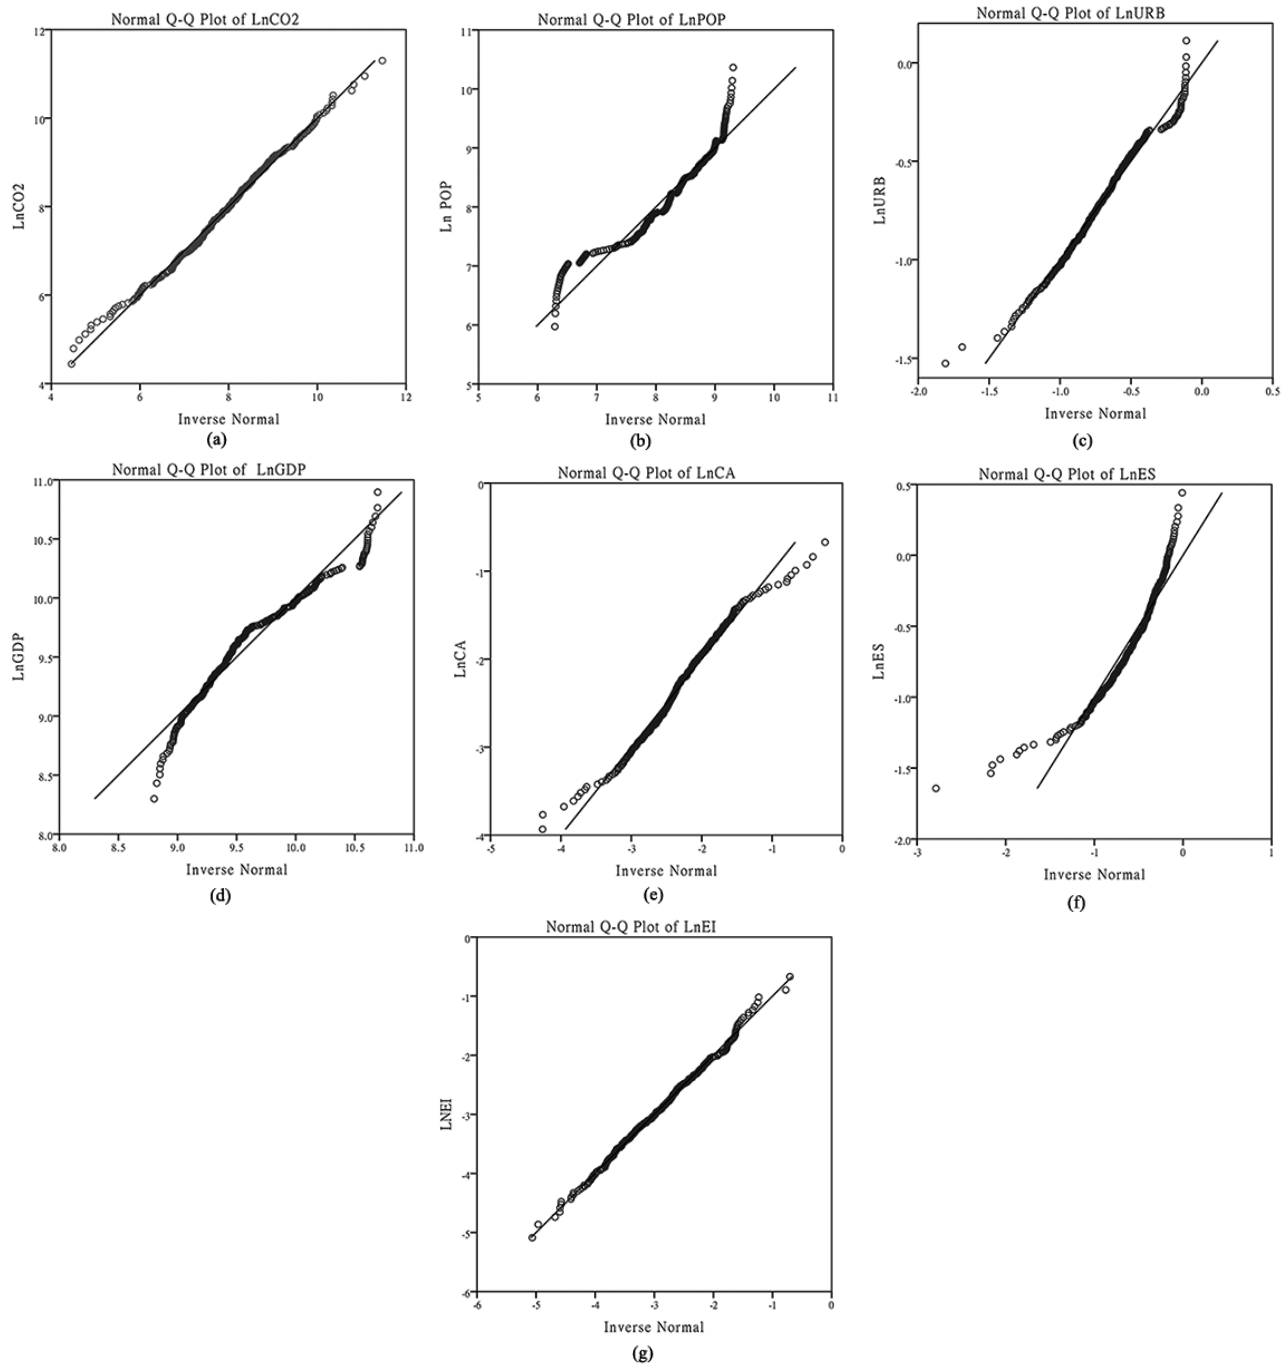 Normal Q-Q Plot of LnCO2
12
10
8
6
4
LnCO2
4 6 8 10 12
Inverse Normal
(a)
Normal Q-Q Plot of LnPOP
11
10
9
8
7
6
5
Ln POP
5 6 7 8 9 10 11
Inverse Normal
(b)
Normal Q-Q Plot of LnURB
0.0
-0.5
-1.0
-1.5
LnURB
-2.0 -1.5 -1.0 -0.5 0.0 0.5
Inverse Normal
(c)
Normal Q-Q Plot of LnGDP
11.0
10.5
10.0
9.5
9.0
8.5
8.0
LnGDP
8.0 8.5 9.0 9.5 10.0 10.5 11.0
Inverse Normal
(d)
Normal Q-Q Plot of LnCA
0
-1
-2
-3
-4
LnCA
-5 -4 -3 -2 -1 0
Inverse Normal
(e)
Normal Q-Q Plot of LnES
0.5
0.0
-0.5
-1.0
-1.5
-2.0
LnES
-3 -2 -1 0 1
Inverse Normal
(f)
Normal Q-Q Plot of LnEI
0
-1
-2
-3
-4
-5
-6
LNEI
-6 -5 -4 -3 -2 -1 0
Inverse Normal
(g)